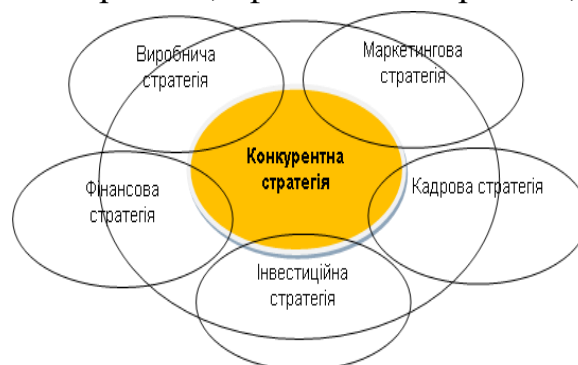 Виробнича
стратегія
Маркетингова
стратегія
Конкурентна
стратегія
Фінансова
стратегія
Кадрова стратегія
Інвестиційна
стратегія